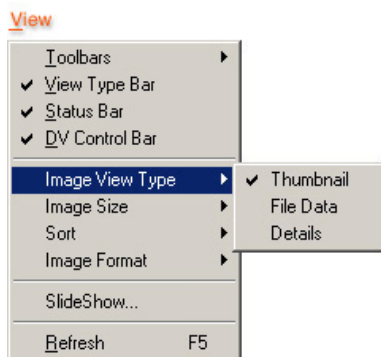 View
Toolbars
View Type Bar
Status Bar
DV Control Bar
Image View Type
Thumbnail
Image Size
File Data
Sort
Details
Image Format
SlideShow...
Refresh F5